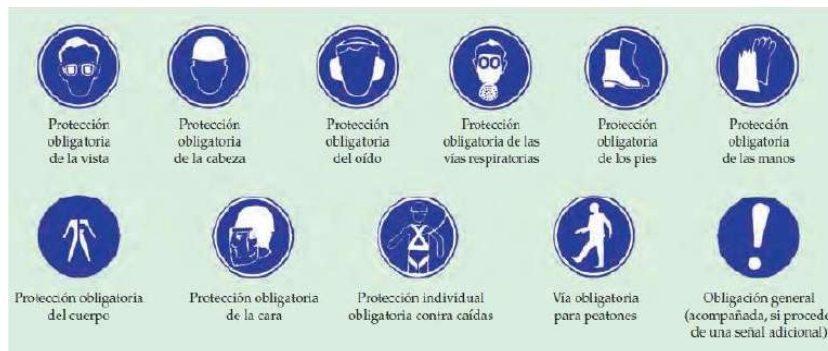 Protección
obligatoria
de la vista
Protección
obligatoria
de la cabeza
Protección
obligatoria
del oído
Protección
obligatoria de las
vías respiratorias
Protección
obligatoria
de los pies
Protección
obligatoria
de las manos
Protección obligatoria
del cuerpo
Protección obligatoria
de la cara
Protección individual
obligatoria contra caídas
Vía obligatoria
para peatones
Obligación general
(acompañada, si procede
de una señal adicional)